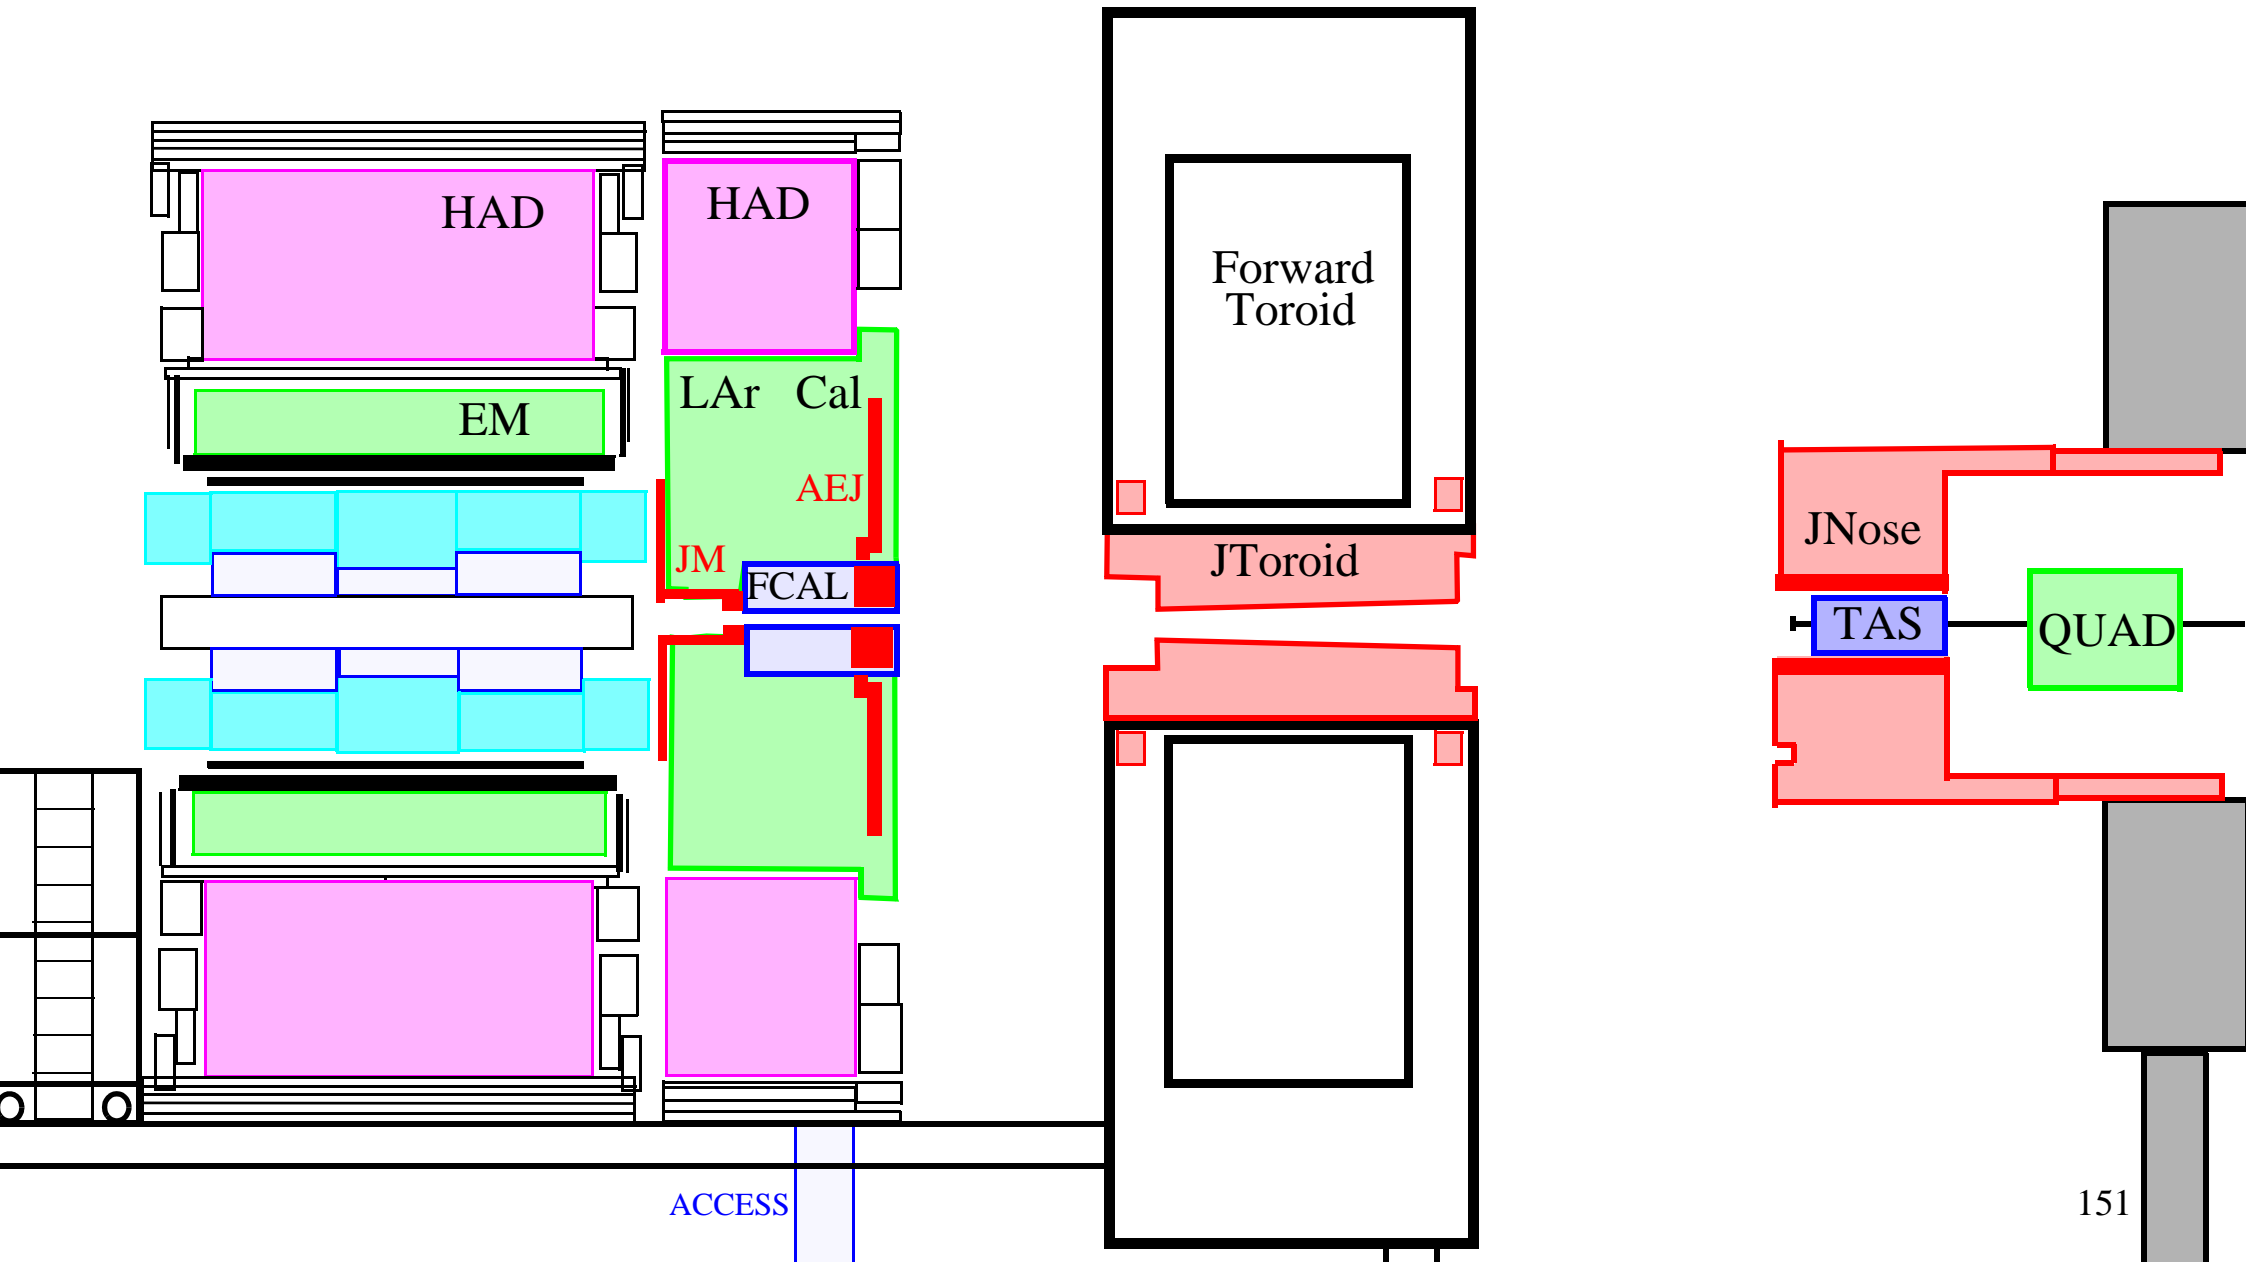 HAD
HAD
Forward
Toroid
LAr Cal
EM
AEJ
JM
FCAL
JToroid
JNose
TAS
QUAD
ACCESS
151